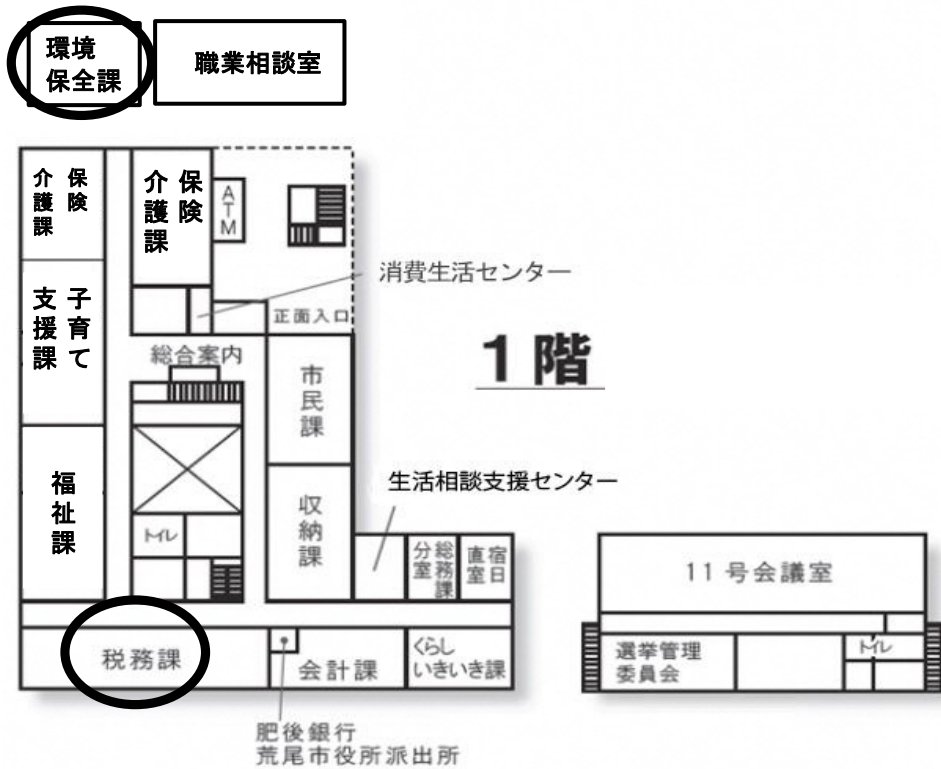 環境
保全課
職業相談室
保険
介護課
保険
介護課
ATM
消費生活センター
正面入口
子育て
支援課
総合案内
1階
市民課
福祉課
生活相談支援センター
収納課
トイレ
総務課
分室
宿日
直室
11号会議室
税務課
会計課
くらし
いきいき課
選挙管理
委員会
トイレ
肥後銀行
荒尾市役所派出所